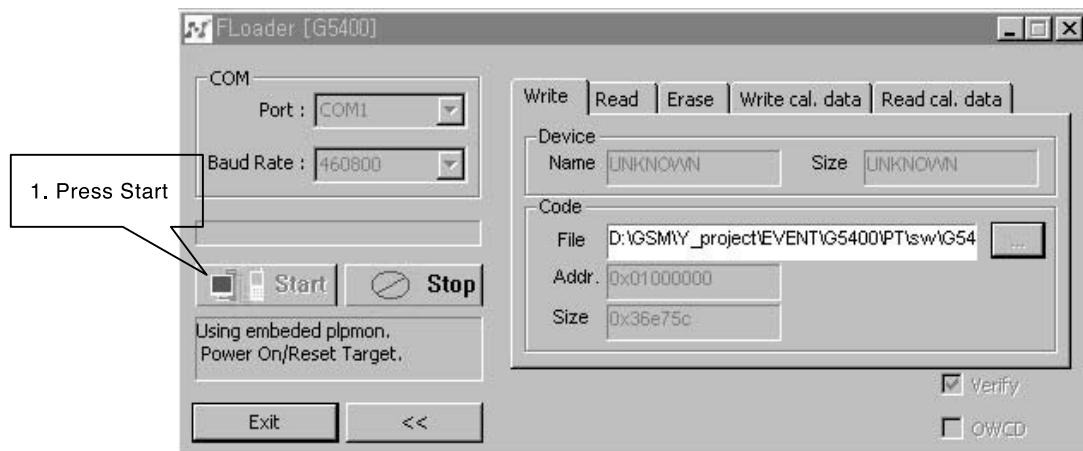 FLoader [G5400]
COM
Port : COM1
Baud Rate : 460800
1. Press Start
Start
Stop
Using embeded plpmon.
Power On/Reset Target.
Exit
<<
Write Read Erase Write cal. data Read cal. data
Device
Name UNKNOWN Size UNKNOWN
Code
File D:\GSM\Y_project\EVENT\G5400\PT\sw\G54 ...
Addr. 0x01000000
Size 0x36e75c
Verify
OWCD